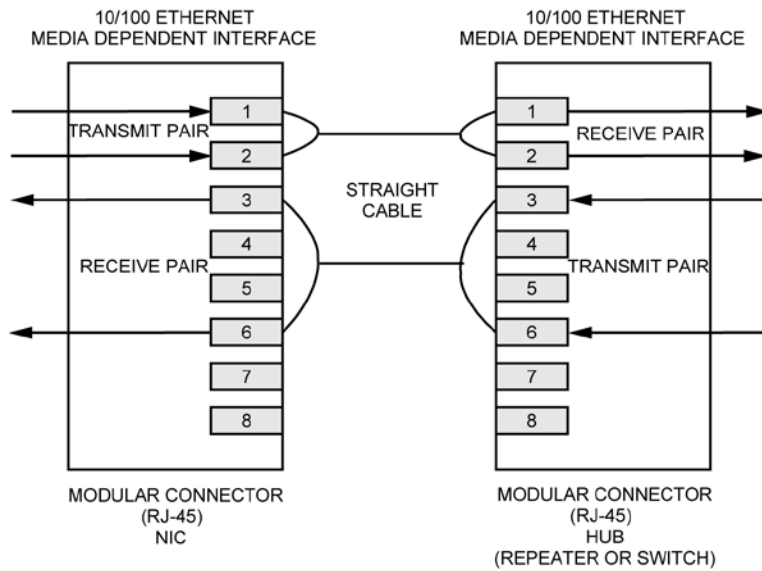 10/100 ETHERNET
MEDIA DEPENDENT INTERFACE
1
TRANSMIT PAIR
2
3
4
RECEIVE PAIR
5
6
7
8
MODULAR CONNECTOR
(RJ-45)
NIC
STRAIGHT
CABLE
10/100 ETHERNET
MEDIA DEPENDENT INTERFACE
1
RECEIVE PAIR
2
3
4
TRANSMIT PAIR
5
6
7
8
MODULAR CONNECTOR
(RJ-45)
HUB
(REPEATER OR SWITCH)